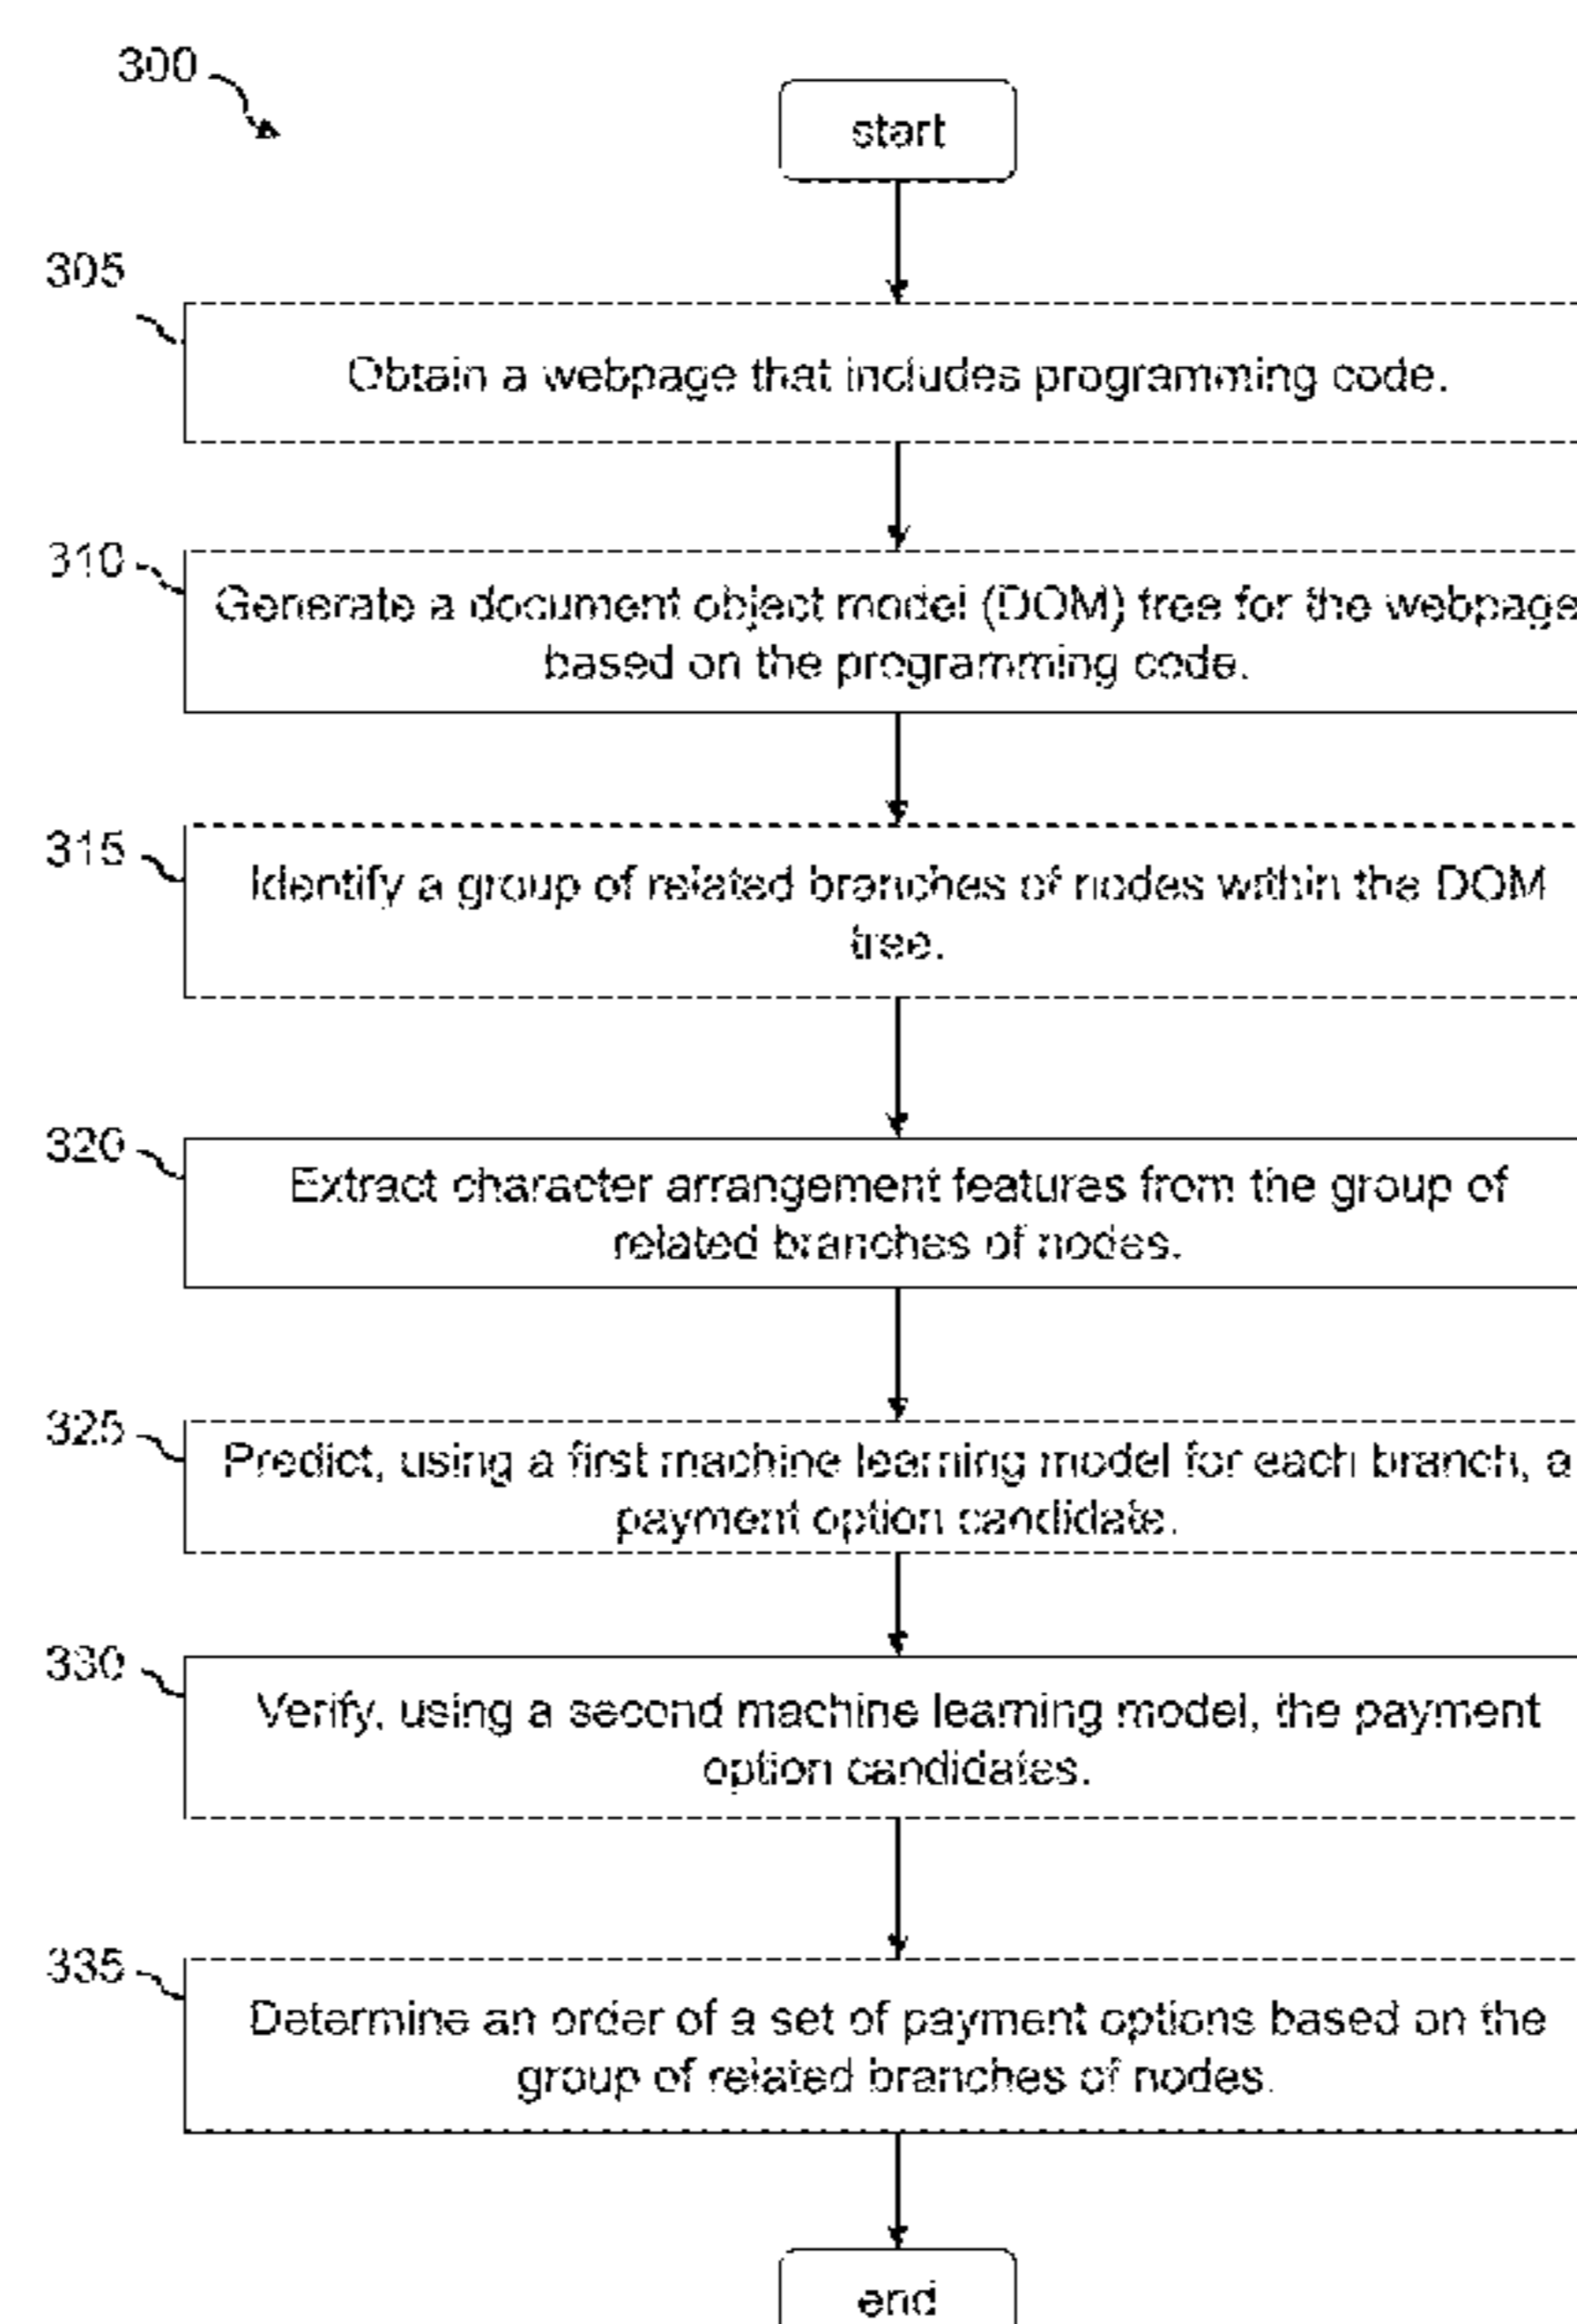 300
start
305
Obtain a webpage that includes programming code.
310
Generate a document object model (DOM) tree for the webpage
based on the programming code.
315
Identify a group of related branches of nodes within the DOM
tree.
320
Extract character arrangement features from the group of
related branches of nodes.
325
Predict, using a first machine learning model for each branch, a
payment option candidate.
330
Verify, using a second machine learning model, the payment
option candidates.
335
Determine an order of a set of payment options based on the
group of related branches of nodes.
end